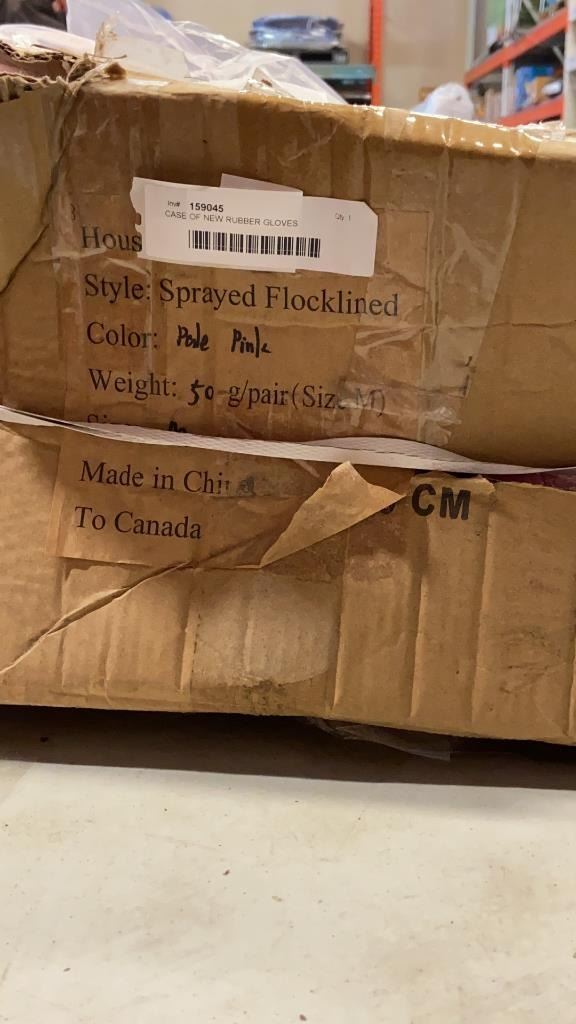 Inv# 159045 Qty 1
CASE OF NEW RUBBER GLOVES
Hous
Style: Sprayed Flocklined
Color: Pale Pink
Weight: 50 g/pair(Size M)
Made in Chi
To Canada
CM